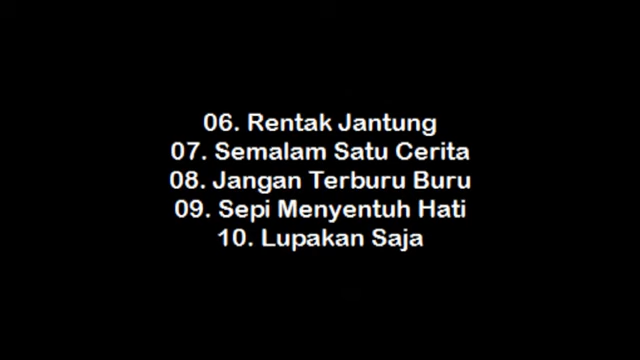 06. Rentak Jantung
07. Semalam Satu Cerita
08. Jangan Terburu Buru
09. Sepi Menyentuh Hati
10. Lupakan Saja